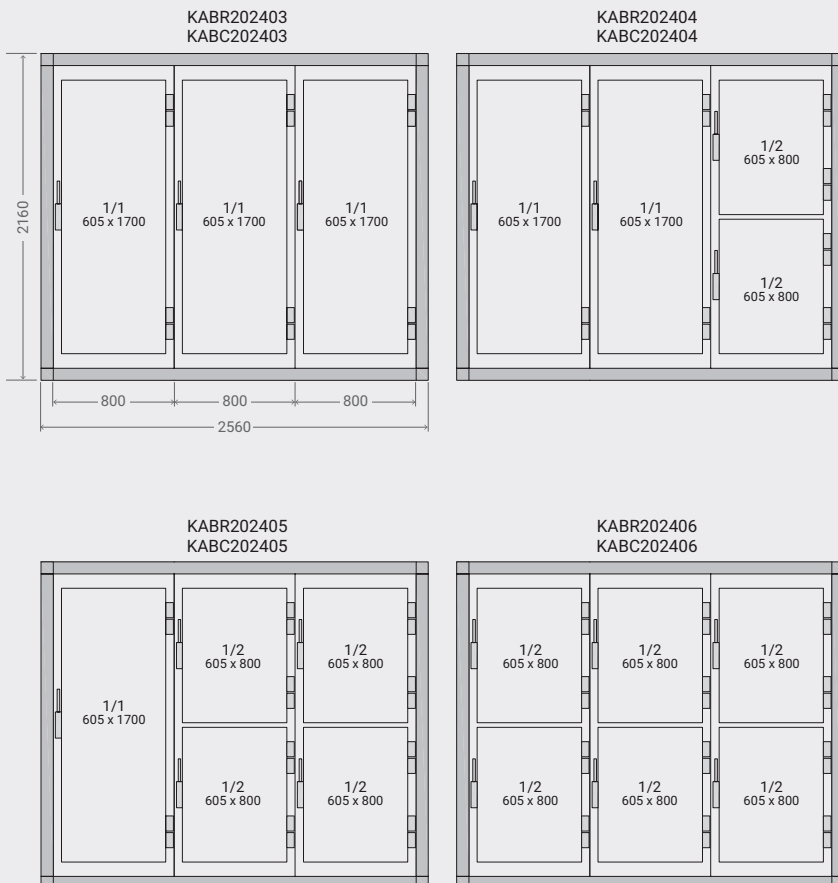 KABR202403
KABC202403
KABR202404
KABC202404
2160
1/1
605 x 1700
1/1
605 x 1700
1/1
605 x 1700
1/1
605 x 1700
1/1
605 x 1700
1/2
605 x 800
1/2
605 x 800
800
800
800
2560
KABR202405
KABC202405
KABR202406
KABC202406
1/1
605 x 1700
1/2
605 x 800
1/2
605 x 800
1/2
605 x 800
1/2
605 x 800
1/2
605 x 800
1/2
605 x 800
1/2
605 x 800
1/2
605 x 800
1/2
605 x 800
1/2
605 x 800